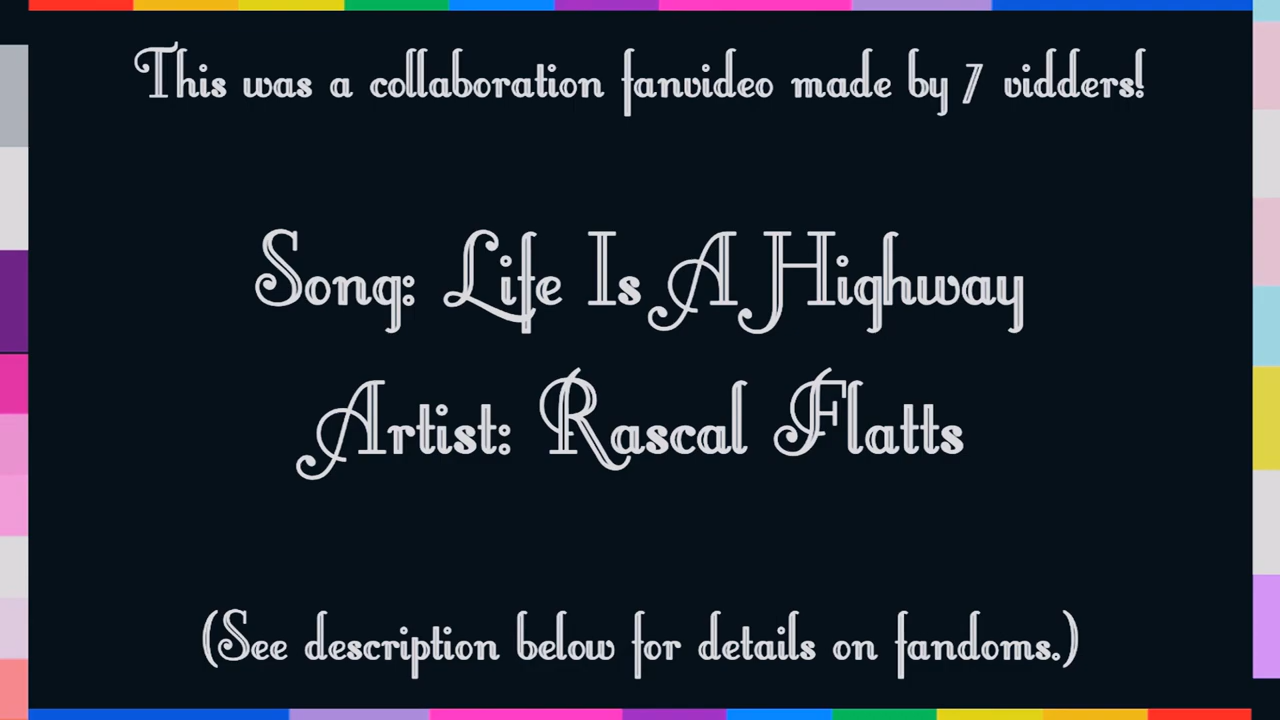 This was a collaboration fanvideo made by 7 vidders!
Song: Life Is A Highway
Artist: Rascal Flatts
(See description below for details on fandoms.)